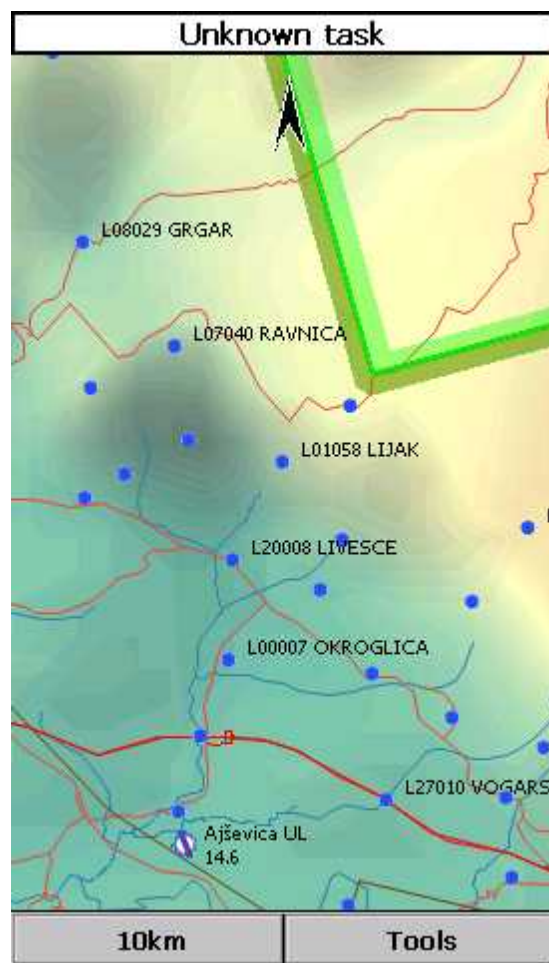 Unknown task
L08029 GRGAR
L07040 RAVNICA
L01058 LIJAK
L20008 LIVESCE
L00007 OKROGLICA
L27010 VOGARS
Ajševica UL
14.6
10km
Tools